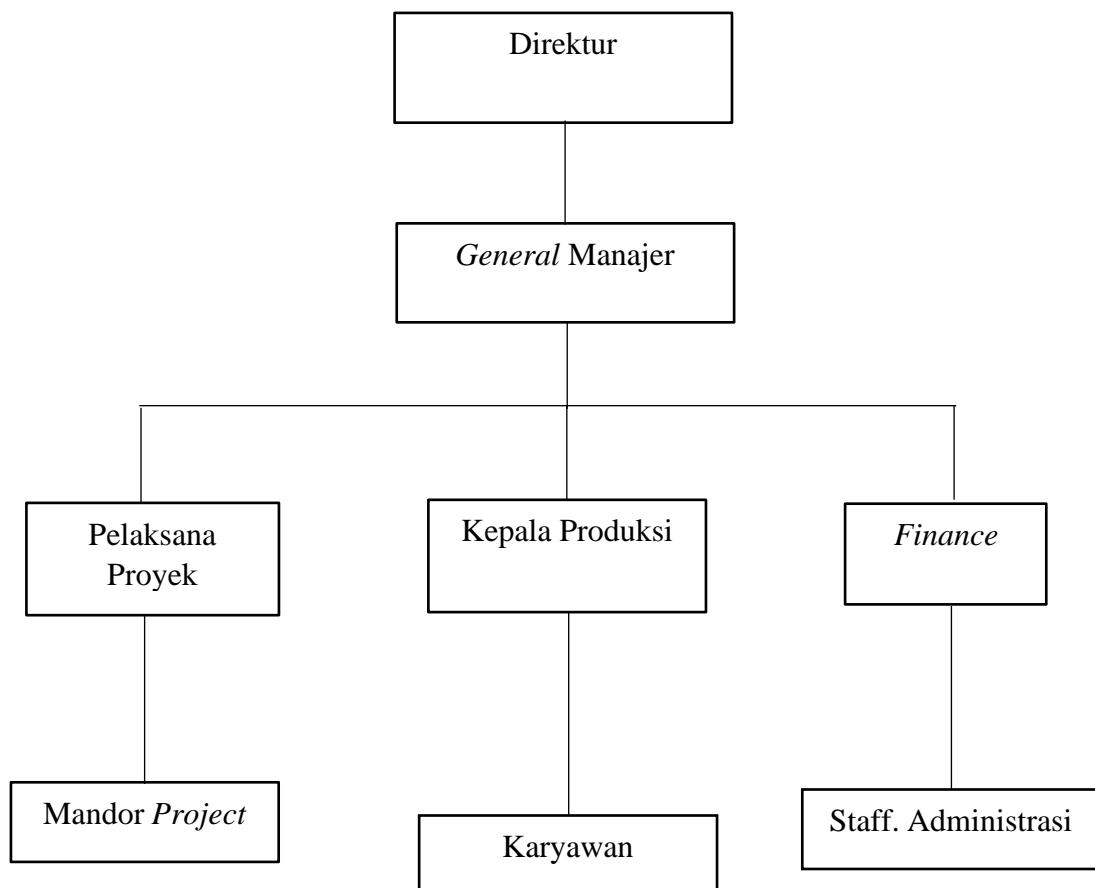 Direktur
General Manajer
Pelaksana
Proyek
Kepala Produksi
Finance
Mandor Project
Karyawan
Staff. Administrasi